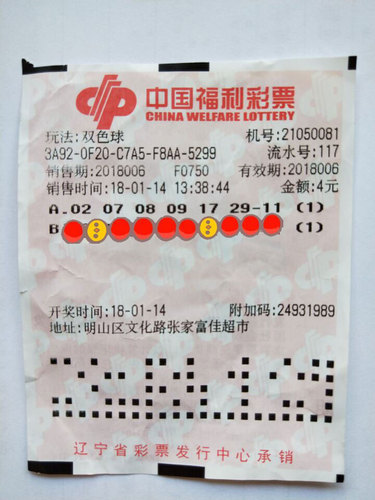 中国福利彩票
CHINA WELFARE LOTTERY
玩法:双色球 机号:21050081
3A92-0F20-C7A5-F8AA-5299 流水号:117
销售期:2018006 F0750 有效期:2018006
销售时间:18-01-14 13:38:44 金额:4元
A.02 07 08 09 17 29-11 (1)
B (1)
开奖时间:18-01-14 附加码:24931989
地址:明山区文化路张家富佳超市
辽宁省彩票发行中心承销